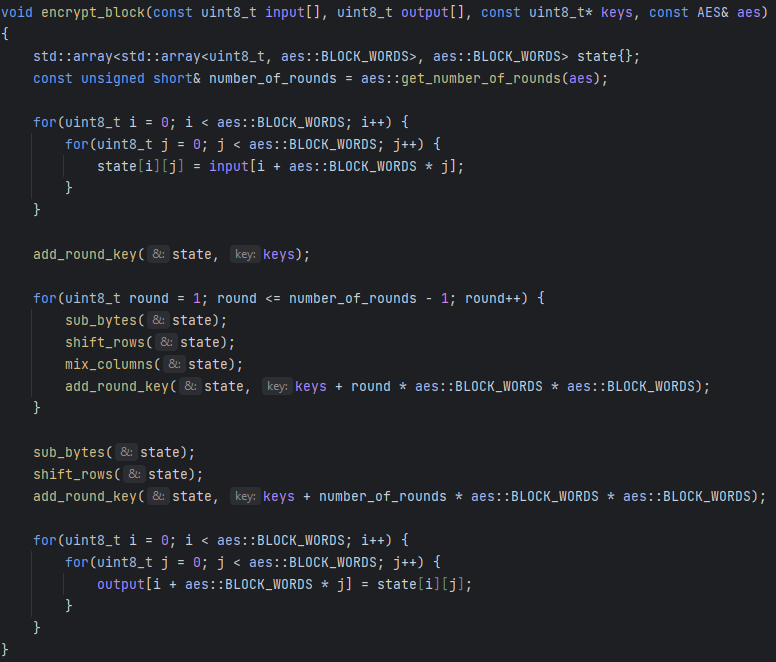 void encrypt_block(const uint8_t input[], uint8_t output[], const uint8_t* keys, const AES& aes)
{
    std::array<std::array<uint8_t, aes::BLOCK_WORDS>, aes::BLOCK_WORDS> state{};
    const unsigned short& number_of_rounds = aes::get_number_of_rounds(aes);

    for(uint8_t i = 0; i < aes::BLOCK_WORDS; i++) {
        for(uint8_t j = 0; j < aes::BLOCK_WORDS; j++) {
            state[i][j] = input[i + aes::BLOCK_WORDS * j];
        }
    }

    add_round_key(&: state, key: keys);

    for(uint8_t round = 1; round <= number_of_rounds - 1; round++) {
        sub_bytes(&: state);
        shift_rows(&: state);
        mix_columns(&: state);
        add_round_key(&: state, key: keys + round * aes::BLOCK_WORDS * aes::BLOCK_WORDS);
    }

    sub_bytes(&: state);
    shift_rows(&: state);
    add_round_key(&: state, key: keys + number_of_rounds * aes::BLOCK_WORDS * aes::BLOCK_WORDS);

    for(uint8_t i = 0; i < aes::BLOCK_WORDS; i++) {
        for(uint8_t j = 0; j < aes::BLOCK_WORDS; j++) {
            output[i + aes::BLOCK_WORDS * j] = state[i][j];
        }
    }
}